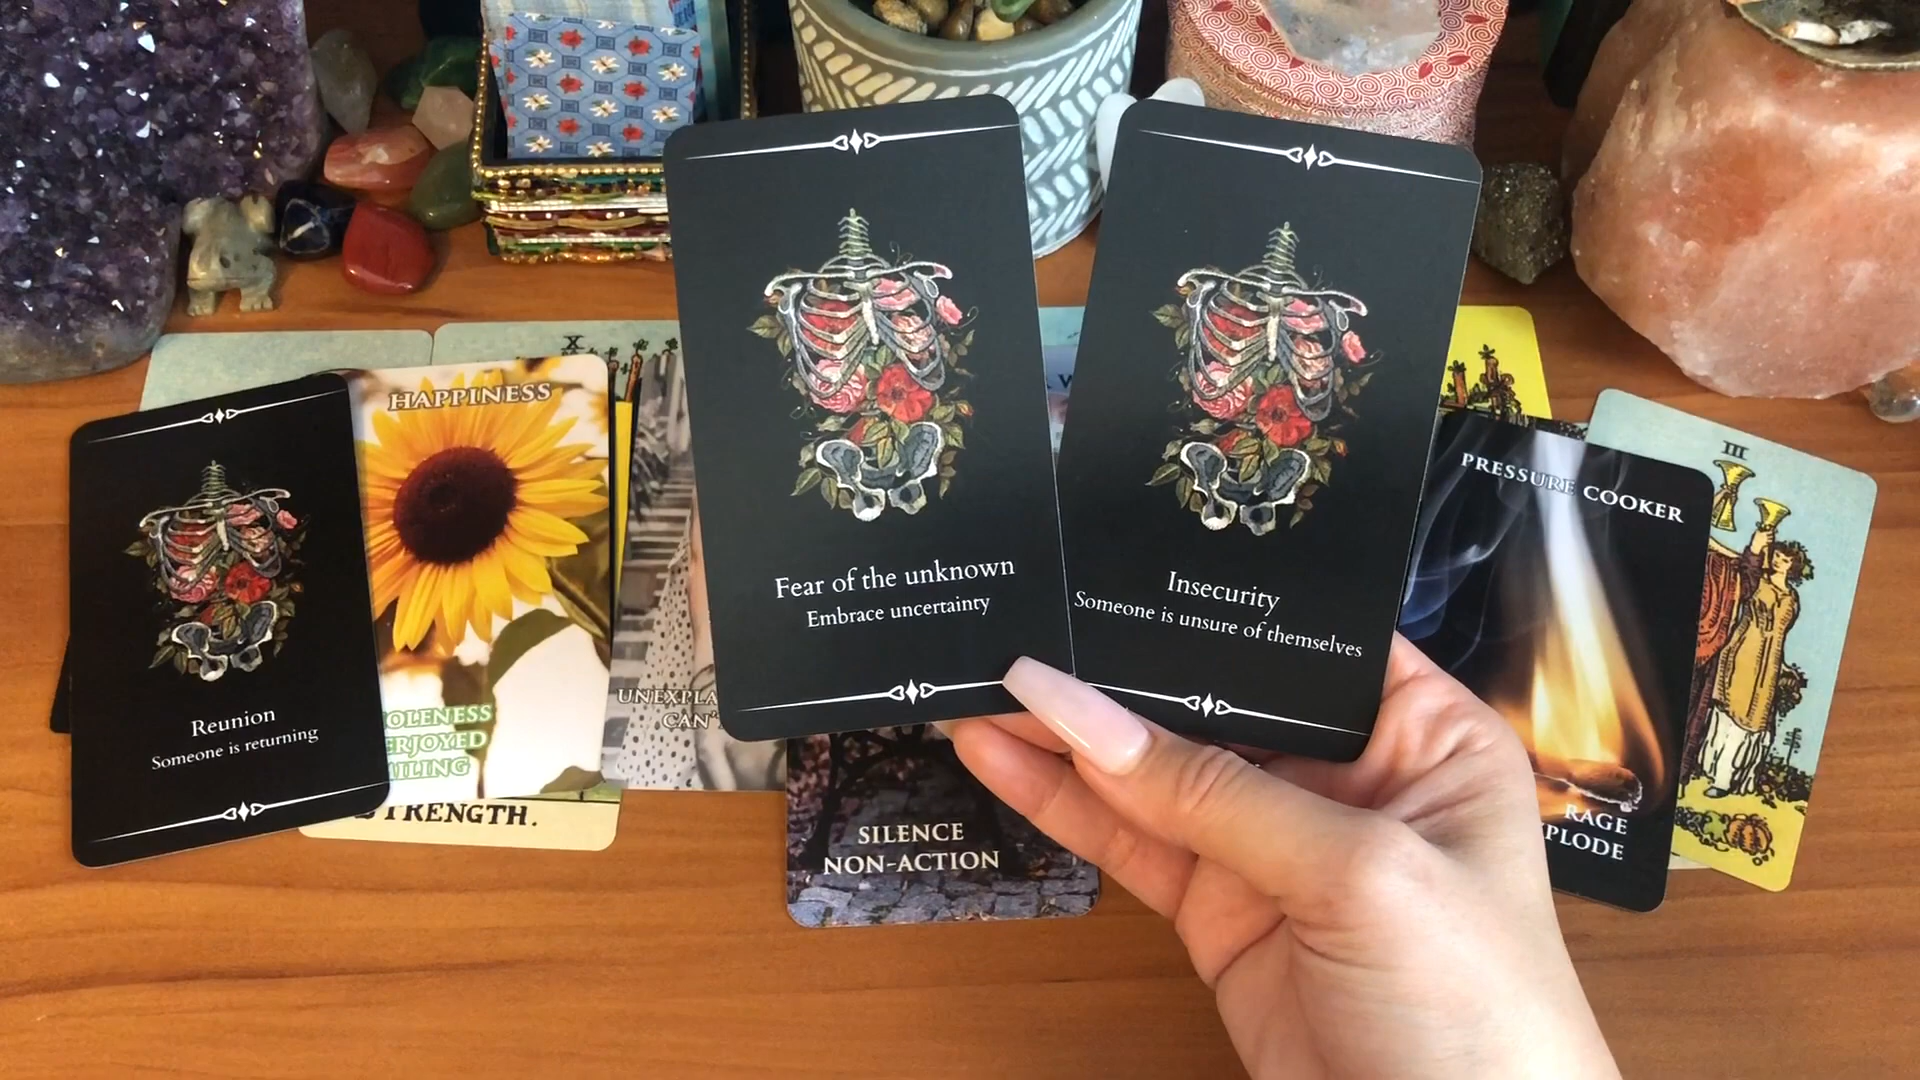 X
HAPPINESS
Reunion
Someone is returning
STRENGTH.
SMILING
Fear of the unknown
Embrace uncertainty
Insecurity
Someone is unsure of themselves
SILENCE
NON-ACTION
PRESSURE COOKER
RAGE
III